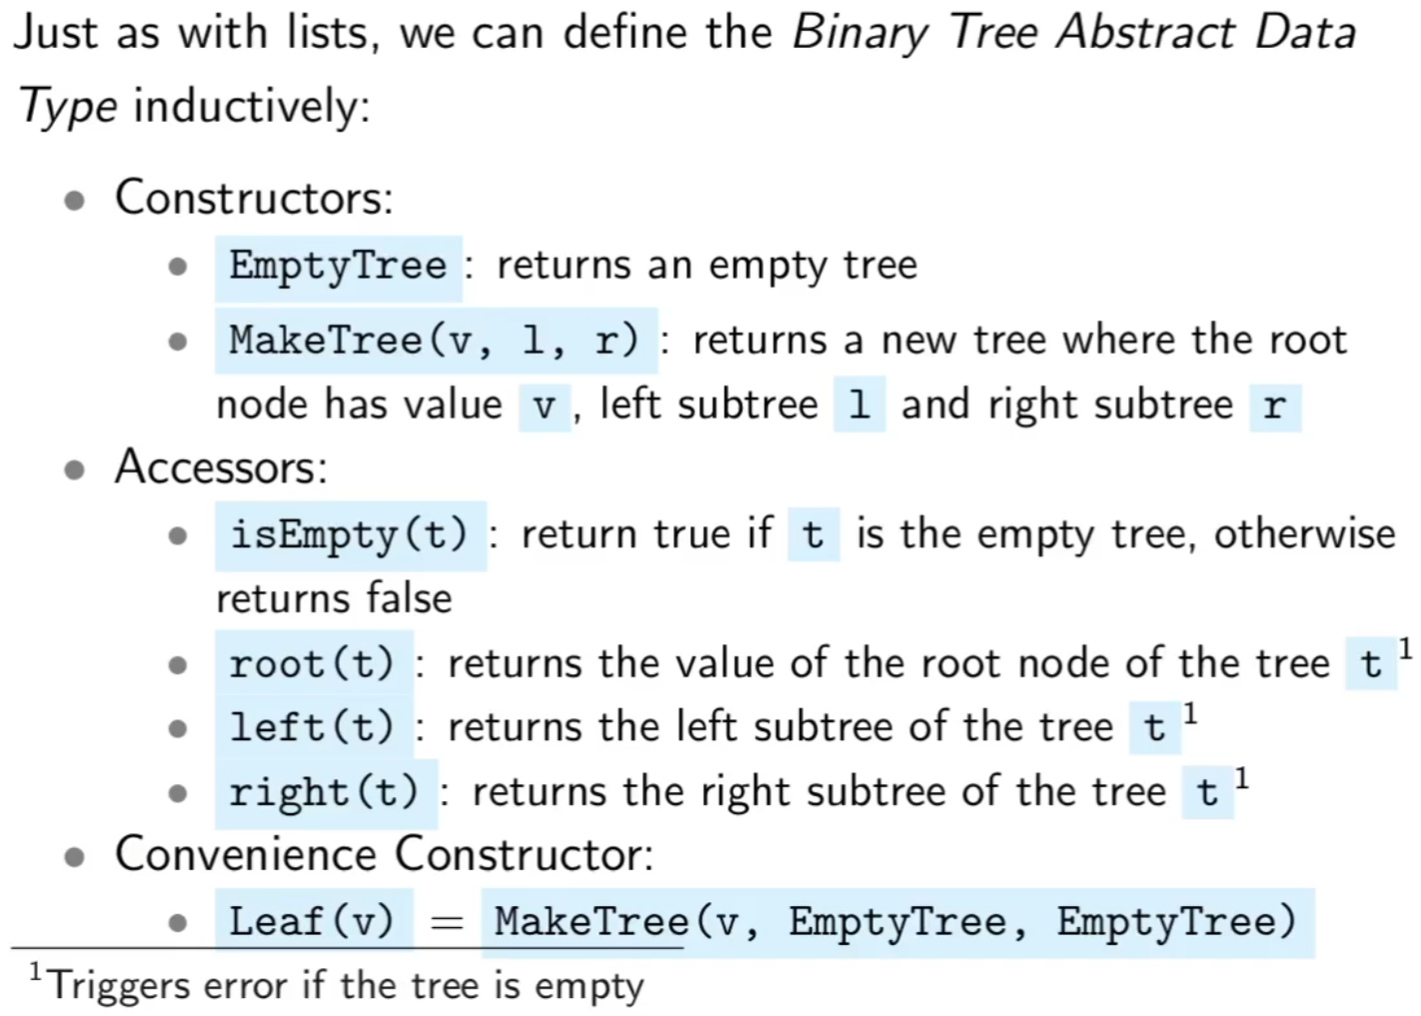 Just as with lists, we can define the Binary Tree Abstract Data
Type inductively:
• Constructors:
• EmptyTree : returns an empty tree
• MakeTree(v, l, r) : returns a new tree where the root
node has value v , left subtree l and right subtree r
• Accessors:
• isEmpty(t) : return true if t is the empty tree, otherwise
returns false
• root(t) : returns the value of the root node of the tree t ¹
• left(t) : returns the left subtree of the tree t ¹
• right(t) : returns the right subtree of the tree t ¹
• Convenience Constructor:
• Leaf(v) = MakeTree(v, EmptyTree, EmptyTree)
¹Triggers error if the tree is empty